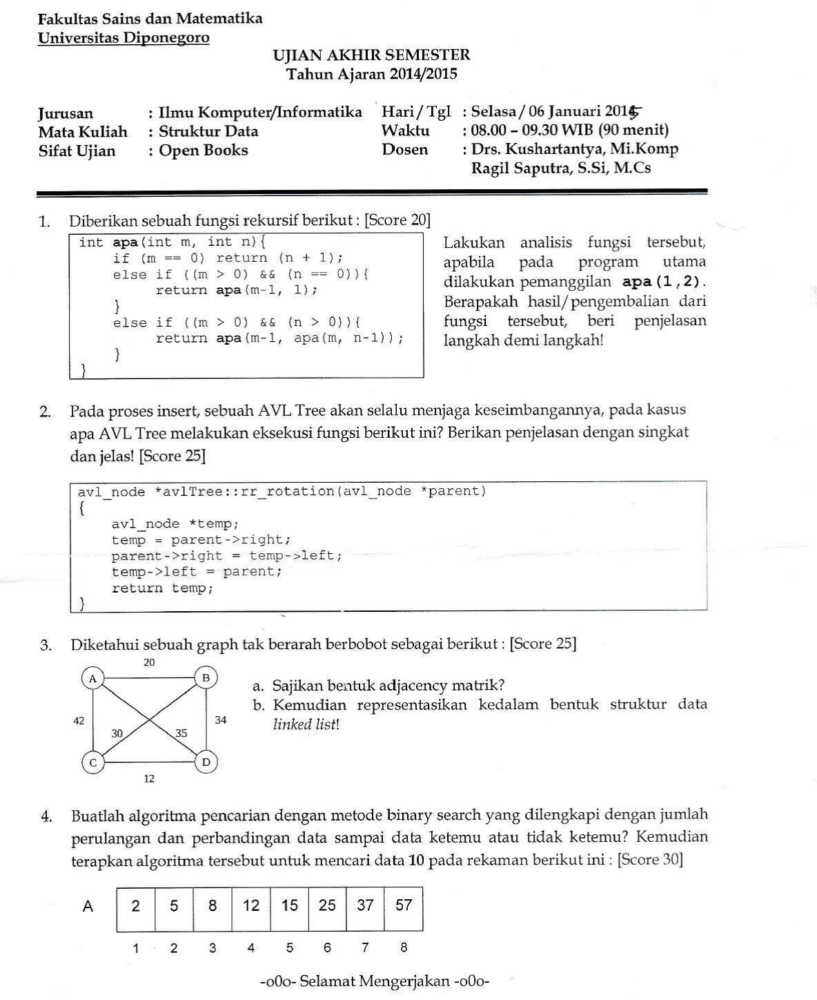 Fakultas Sains dan Matematika
Universitas Diponegoro
UJIAN AKHIR SEMESTER
Tahun Ajaran 2014/2015
Jurusan : Ilmu Komputer/Informatika Hari/Tgl : Selasa/ 06 Januari 2015
Mata Kuliah : Struktur Data Waktu : 08.00 – 09.30 WIB (90 menit)
Sifat Ujian : Open Books Dosen : Drs. Kushartantya, Mi.Komp
Ragil Saputra, S.Si, M.Cs
1. Diberikan sebuah fungsi rekursif berikut : [Score 20]
int apa(int m, int n){
if (m == 0) return (n + 1);
else if ((m > 0) && (n == 0)){
return apa(m-1, 1);
}
else if ((m > 0) && (n > 0)){
return apa(m-1, apa(m, n-1));
}
}
Lakukan analisis fungsi tersebut,
apabila pada program utama
dilakukan pemanggilan apa(1,2).
Berapakah hasil/pengembalian dari
fungsi tersebut, beri penjelasan
langkah demi langkah!
2. Pada proses insert, sebuah AVL Tree akan selalu menjaga keseimbangannya, pada kasus
apa AVL Tree melakukan eksekusi fungsi berikut ini? Berikan penjelasan dengan singkat
dan jelas! [Score 25]
avl_node *avlTree::rr_rotation(avl_node *parent)
{
avl_node *temp;
temp = parent->right;
parent->right = temp->left;
temp->left = parent;
return temp;
}
3. Diketahui sebuah graph tak berarah berbobot sebagai berikut : [Score 25]
20
A B
42 34
30 35
C D
12
a. Sajikan bentuk adjacency matrik?
b. Kemudian representasikan kedalam bentuk struktur data
linked list!
4. Buatlah algoritma pencarian dengan metode binary search yang dilengkapi dengan jumlah
perulangan dan perbandingan data sampai data ketemu atau tidak ketemu? Kemudian
terapkan algoritma tersebut untuk mencari data 10 pada rekaman berikut ini : [Score 30]
A 2 5 8 12 15 25 37 57
1 2 3 4 5 6 7 8
-o0o- Selamat Mengerjakan -o0o-